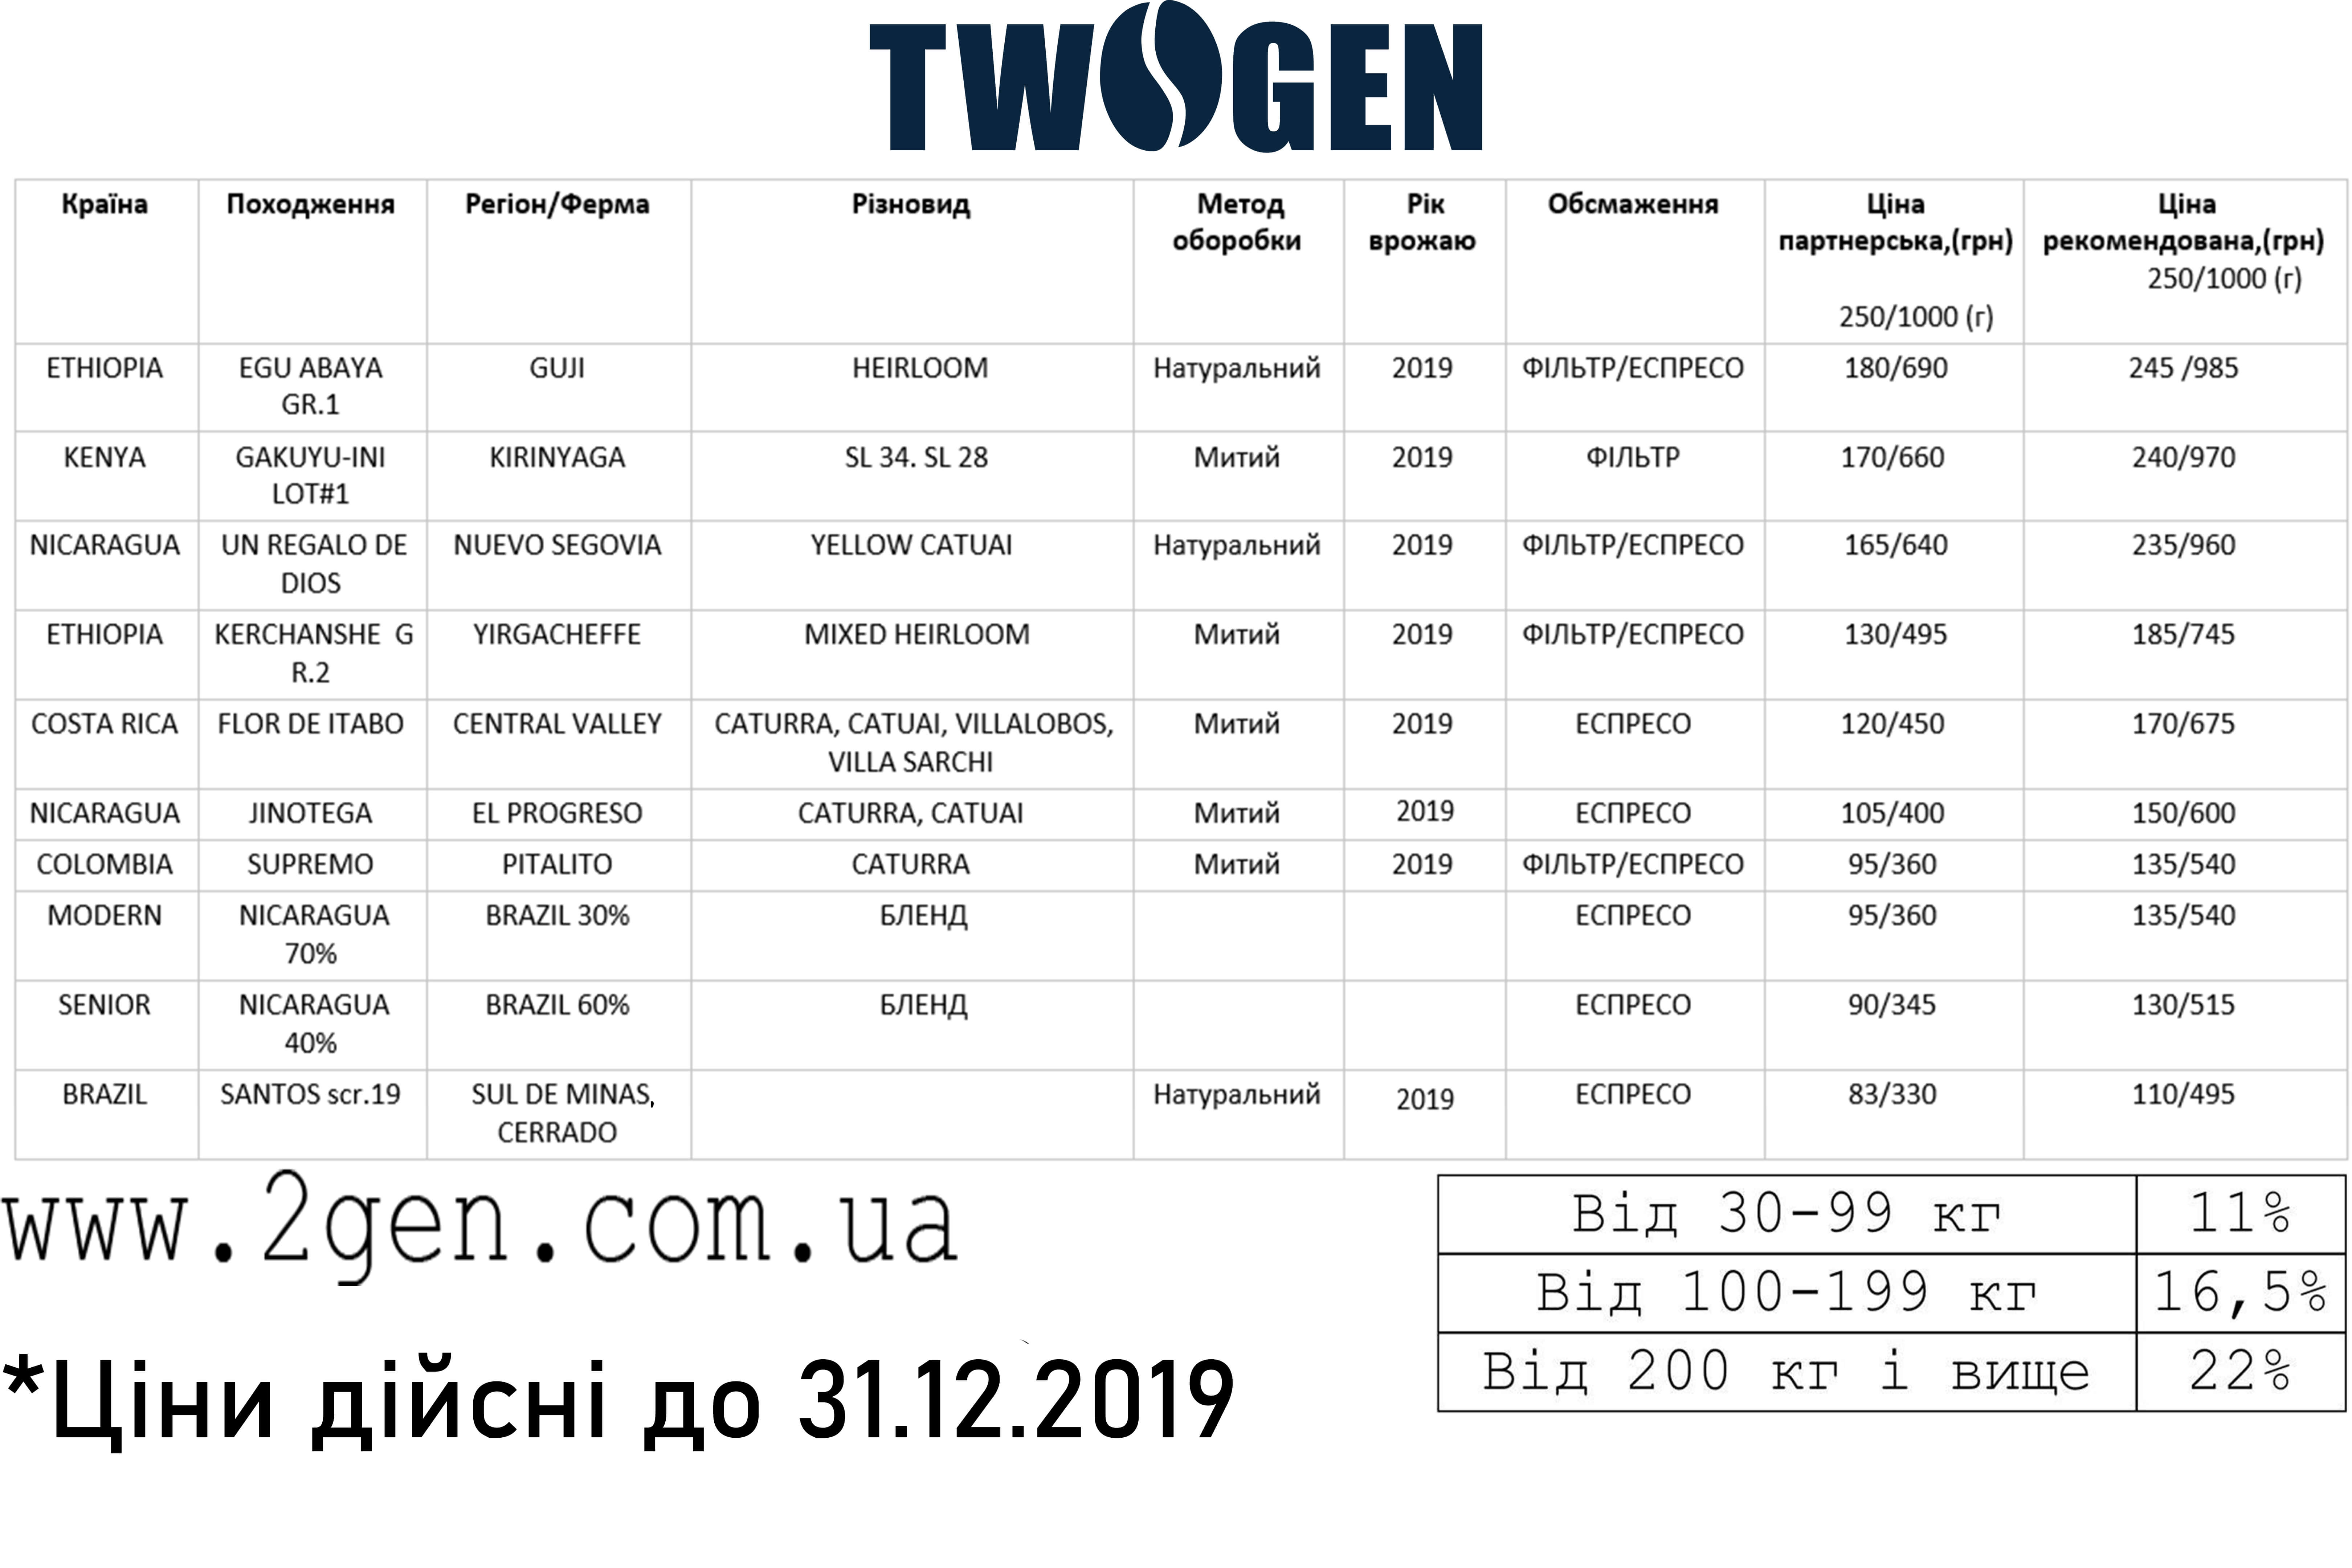 TWOGEN
Країна Походження Регіон/Ферма Різновид Метод оборобки Рік врожаю Обсмаження Ціна партнерська,(грн) 250/1000 (г) Ціна рекомендована,(грн) 250/1000 (г)
ETHIOPIA EGU ABAYA GR.1 GUJI HEIRLOOM Натуральний 2019 ФІЛЬТР/ЕСПРЕСО 180/690 245 /985
KENYA GAKUYU-INI LOT#1 KIRINYAGA SL 34. SL 28 Митий 2019 ФІЛЬТР 170/660 240/970
NICARAGUA UN REGALO DE DIOS NUEVO SEGOVIA YELLOW CATUAI Натуральний 2019 ФІЛЬТР/ЕСПРЕСО 165/640 235/960
ETHIOPIA KERCHANSHE G R.2 YIRGACHEFFE MIXED HEIRLOOM Митий 2019 ФІЛЬТР/ЕСПРЕСО 130/495 185/745
COSTA RICA FLOR DE ITABO CENTRAL VALLEY CATURRA, CATUAI, VILLALOBOS, VILLA SARCHI Митий 2019 ЕСПРЕСО 120/450 170/675
NICARAGUA JINOTEGA EL PROGRESO CATURRA, CATUAI Митий 2019 ЕСПРЕСО 105/400 150/600
COLOMBIA SUPREMO PITALITO CATURRA Митий 2019 ФІЛЬТР/ЕСПРЕСО 95/360 135/540
MODERN NICARAGUA 70% BRAZIL 30% БЛЕНД ЕСПРЕСО 95/360 135/540
SENIOR NICARAGUA 40% BRAZIL 60% БЛЕНД ЕСПРЕСО 90/345 130/515
BRAZIL SANTOS scr.19 SUL DE MINAS, CERRADO Натуральний 2019 ЕСПРЕСО 83/330 110/495
www.2gen.com.ua
*Ціни дійсні до 31.12.2019
Від 30-99 кг 11%
Від 100-199 кг 16,5%
Від 200 кг і вище 22%